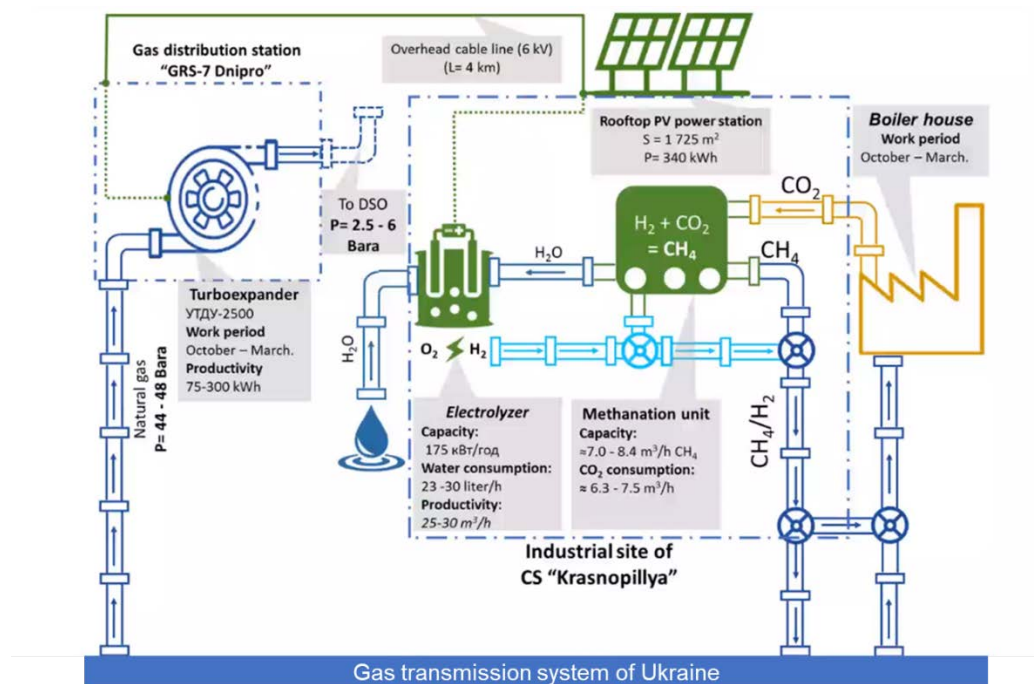 Gas distribution station
“GRS-7 Dnipro”
Overhead cable line (6 kV)
(L= 4 km)
Rooftop PV power station
S = 1 725 m²
P= 340 kWh
Boiler house
Work period
October – March.
To DSO
P= 2.5 - 6
Bara
H₂ + CO₂
= CH₄
CO₂
CH₄
H₂O
H₂O
O₂
H₂
Turboexpander
УТДУ-2500
Work period
October – March.
Productivity
75-300 kWh
Natural gas
P= 44 - 48 Bara
Electrolyzer
Capacity:
175 кВт/год
Water consumption:
23 -30 liter/h
Productivity:
25-30 m³/h
Methanation unit
Capacity:
≈7.0 - 8.4 m³/h CH₄
CO₂ consumption:
≈ 6.3 - 7.5 m³/h
CH₄/H₂
Industrial site of
CS “Krasnopillya”
Gas transmission system of Ukraine